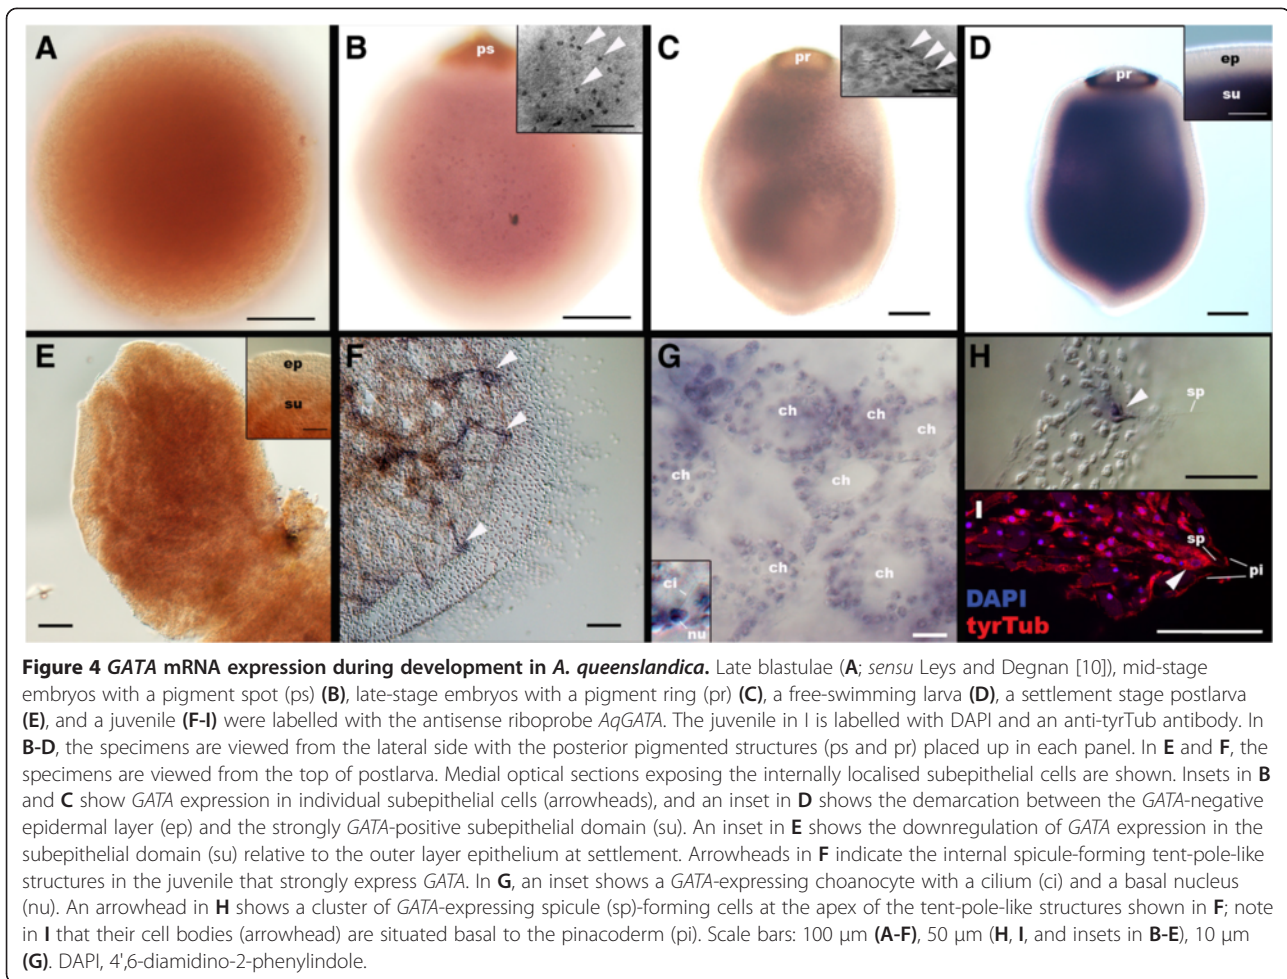 A
B
ps
C
pr
D
pr
ep
su
E
ep
su
F
G
ch
ch
ch
ch
ch
ch
ch
ci
nu
H
sp
I
sp
pi
DAPI
tyrTub
Figure 4 GATA mRNA expression during development in A. queenslandica. Late blastulae (A; sensu Leys and Degnan [10]), mid-stage
embryos with a pigment spot (ps) (B), late-stage embryos with a pigment ring (pr) (C), a free-swimming larva (D), a settlement stage postlarva
(E), and a juvenile (F-I) were labelled with the antisense riboprobe AqGATA. The juvenile in I is labelled with DAPI and an anti-tyrTub antibody. In
B-D, the specimens are viewed from the lateral side with the posterior pigmented structures (ps and pr) placed up in each panel. In E and F, the
specimens are viewed from the top of postlarva. Medial optical sections exposing the internally localised subepithelial cells are shown. Insets in B
and C show GATA expression in individual subepithelial cells (arrowheads), and an inset in D shows the demarcation between the GATA-negative
epidermal layer (ep) and the strongly GATA-positive subepithelial domain (su). An inset in E shows the downregulation of GATA expression in the
subepithelial domain (su) relative to the outer layer epithelium at settlement. Arrowheads in F indicate the internal spicule-forming tent-pole-like
structures in the juvenile that strongly express GATA. In G, an inset shows a GATA-expressing choanocyte with a cilium (ci) and a basal nucleus
(nu). An arrowhead in H shows a cluster of GATA-expressing spicule (sp)-forming cells at the apex of the tent-pole-like structures shown in F; note
in I that their cell bodies (arrowhead) are situated basal to the pinacoderm (pi). Scale bars: 100 μm (A-F), 50 μm (H, I, and insets in B-E), 10 μm
(G). DAPI, 4',6-diamidino-2-phenylindole.